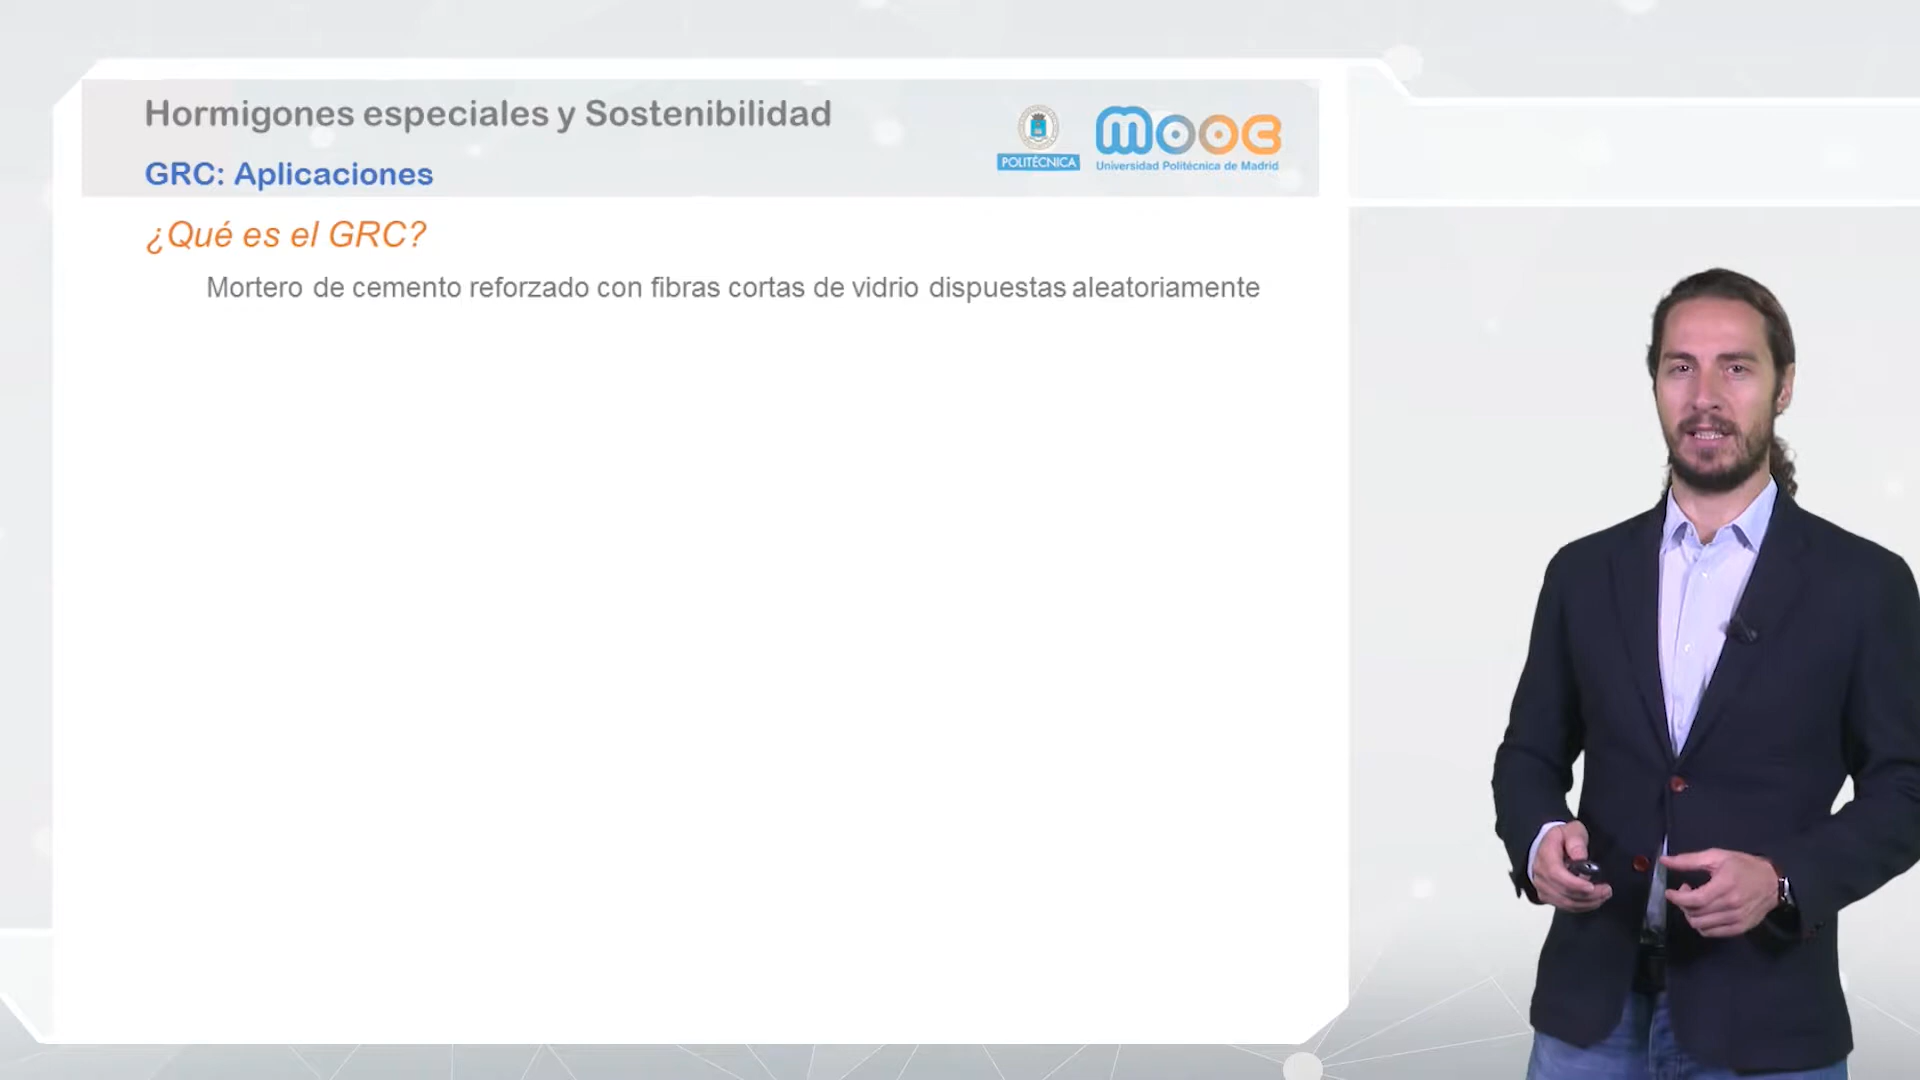 Hormigones especiales y Sostenibilidad
GRC: Aplicaciones
POLITÉCNICA
MOOC
Universidad Politécnica de Madrid
¿Qué es el GRC?
Mortero de cemento reforzado con fibras cortas de vidrio dispuestas aleatoriamente